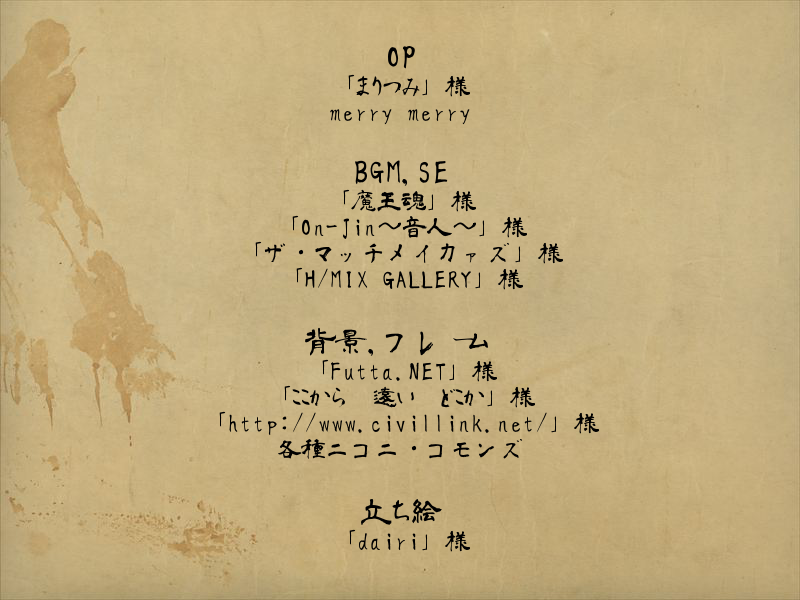 OP
「まりつみ」様
merry merry
BGM,SE
「魔王魂」様
「On-Jin～音人～」様
「ザ・マッチメイカァズ」様
「H/MIX GALLERY」様
背景,フレーム
「Futta.NET」様
「ここから 遠い どこか」様
「http://www.civillink.net/」様
各種ニコニ・コモンズ
立ち絵
「dairi」様